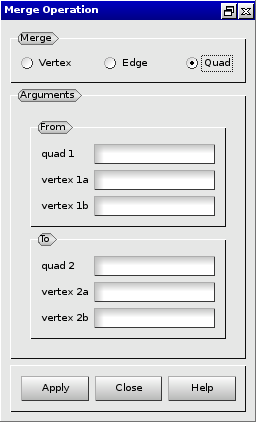 Merge Operation
Merge
Vertex Edge Quad
Arguments
From
quad 1
vertex 1a
vertex 1b
To
quad 2
vertex 2a
vertex 2b
Apply Close Help